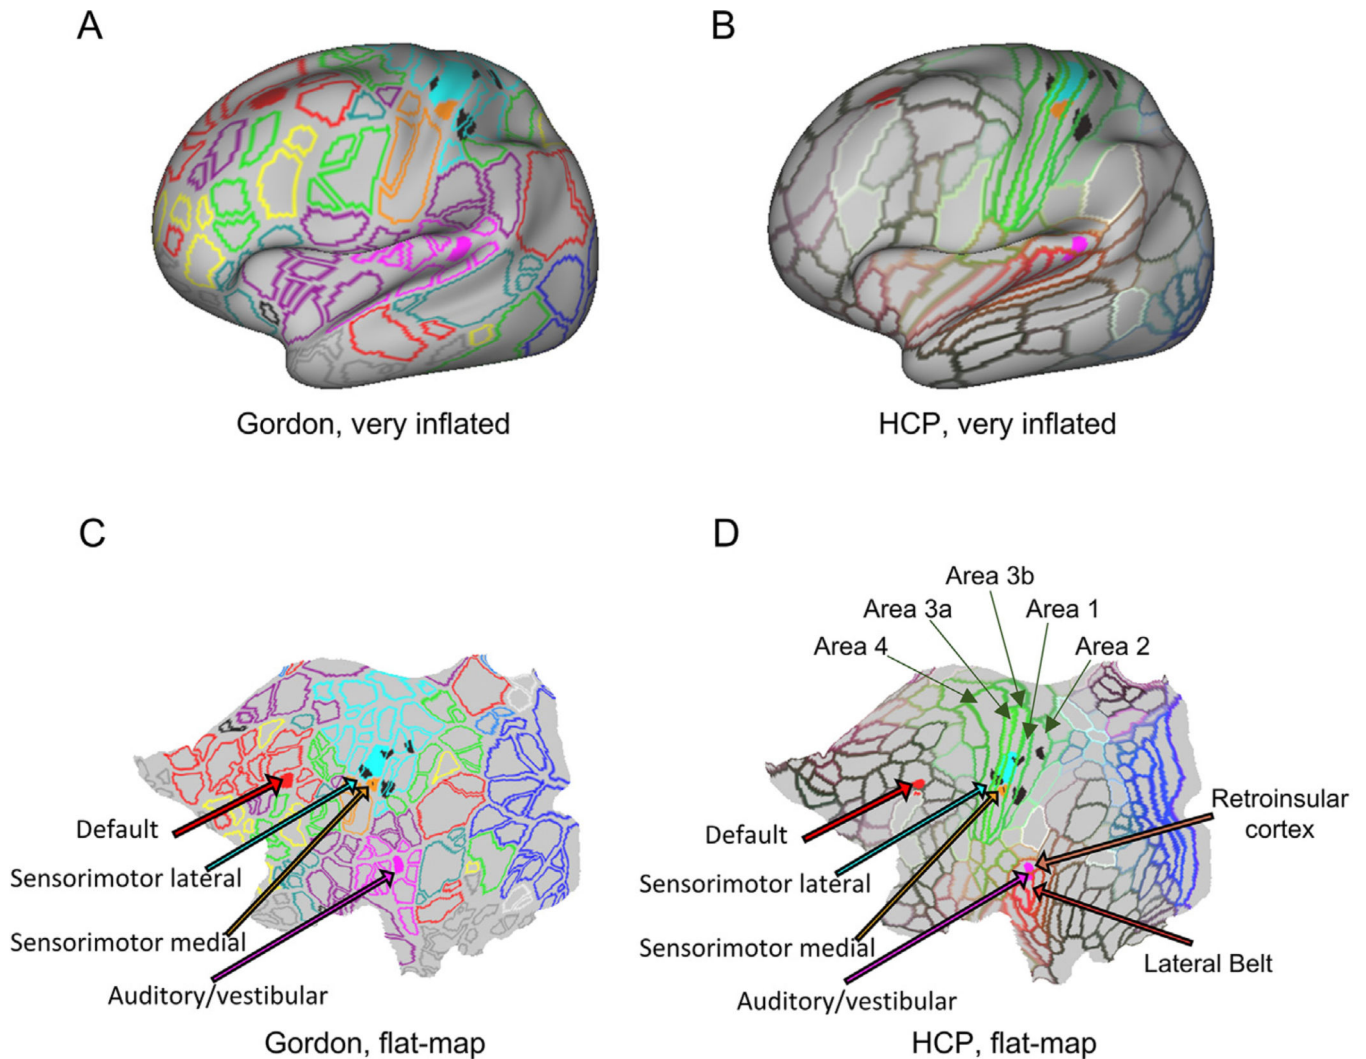 A
B
Gordon, very inflated
HCP, very inflated
C
D
Area 3b
Area 3a
Area 1
Area 4
Area 2
Default
Sensorimotor lateral
Sensorimotor medial
Auditory/vestibular
Default
Sensorimotor lateral
Sensorimotor medial
Auditory/vestibular
Retroinsular
cortex
Lateral Belt
Gordon, flat-map
HCP, flat-map